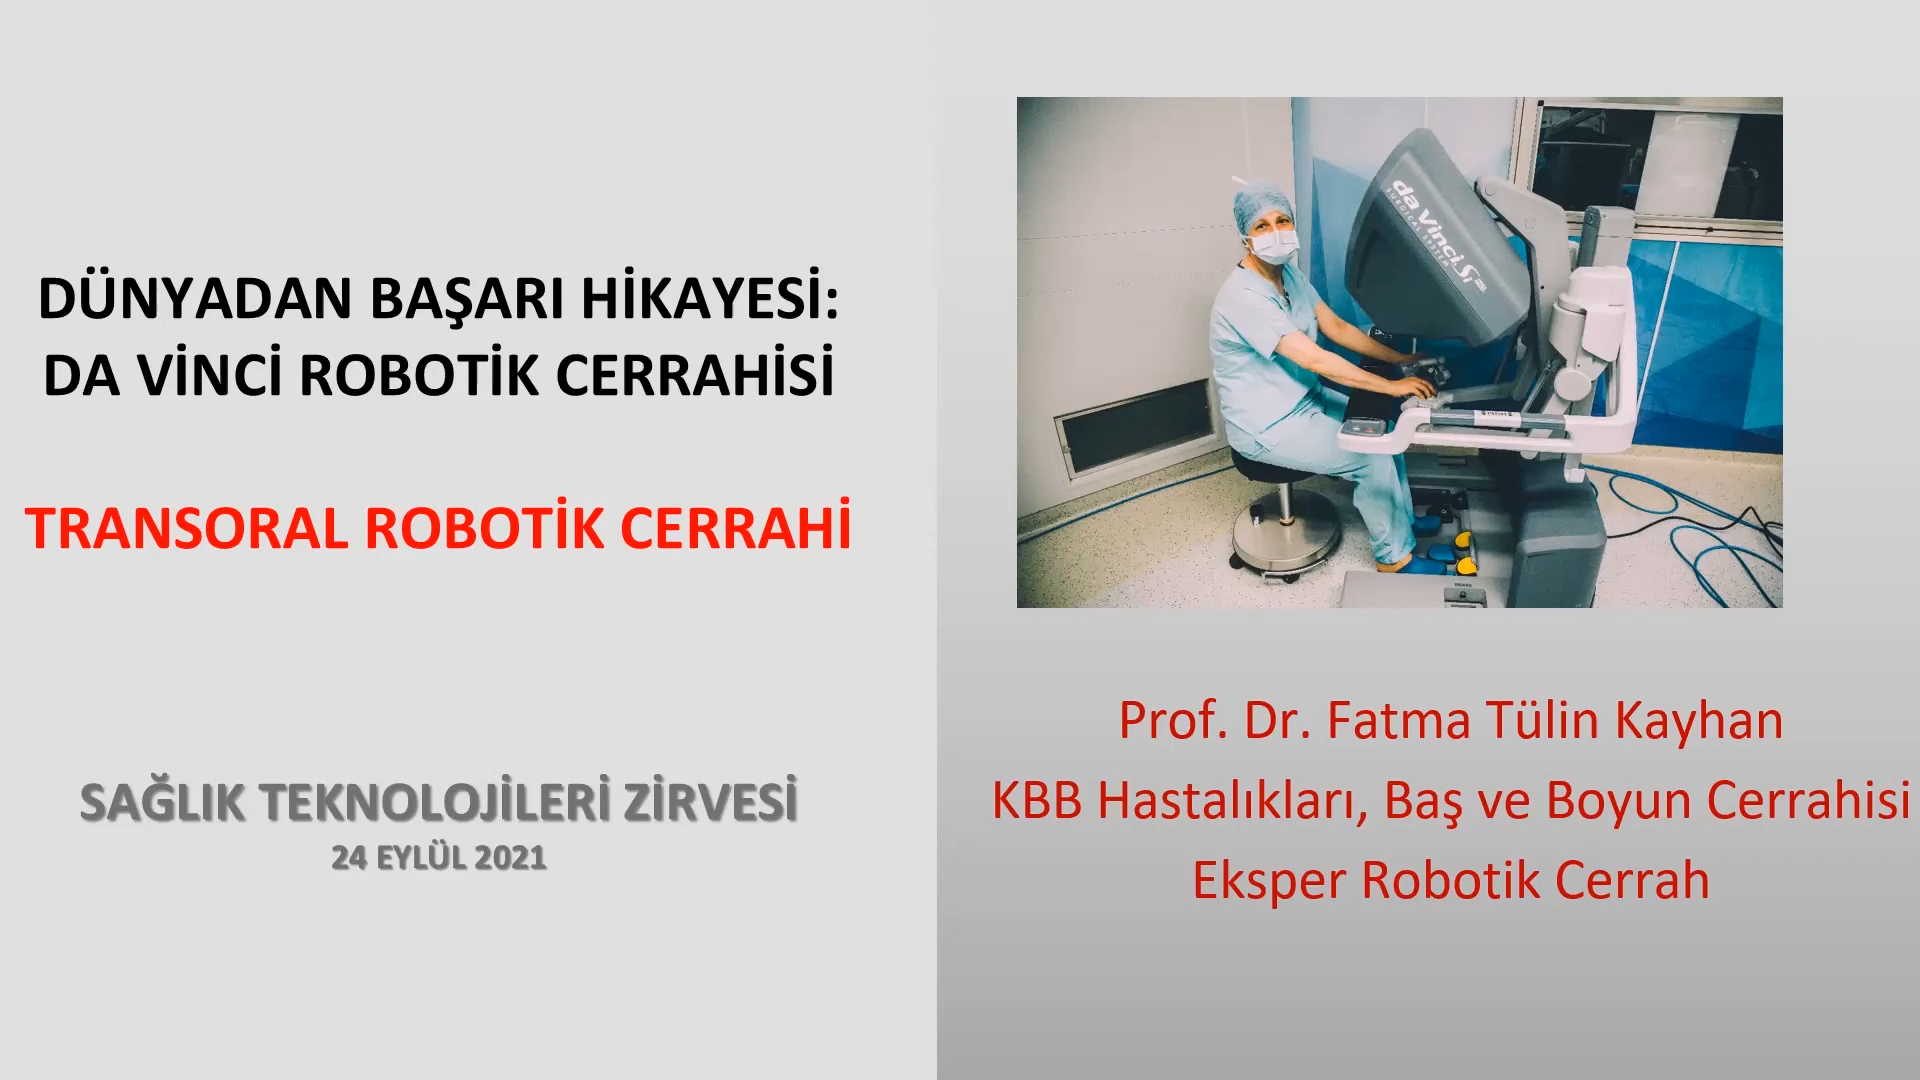 DÜNYADAN BAŞARI HİKAYESİ:
DA VİNCİ ROBOTİK CERRAHİSİ
TRANSORAL ROBOTİK CERRAHİ
SAĞLIK TEKNOLOJİLERİ ZİRVESİ
24 EYLÜL 2021
da Vinci Si
SURGICAL SYSTEM
Prof. Dr. Fatma Tülin Kayhan
KBB Hastalıkları, Baş ve Boyun Cerrahisi
Eksper Robotik Cerrah